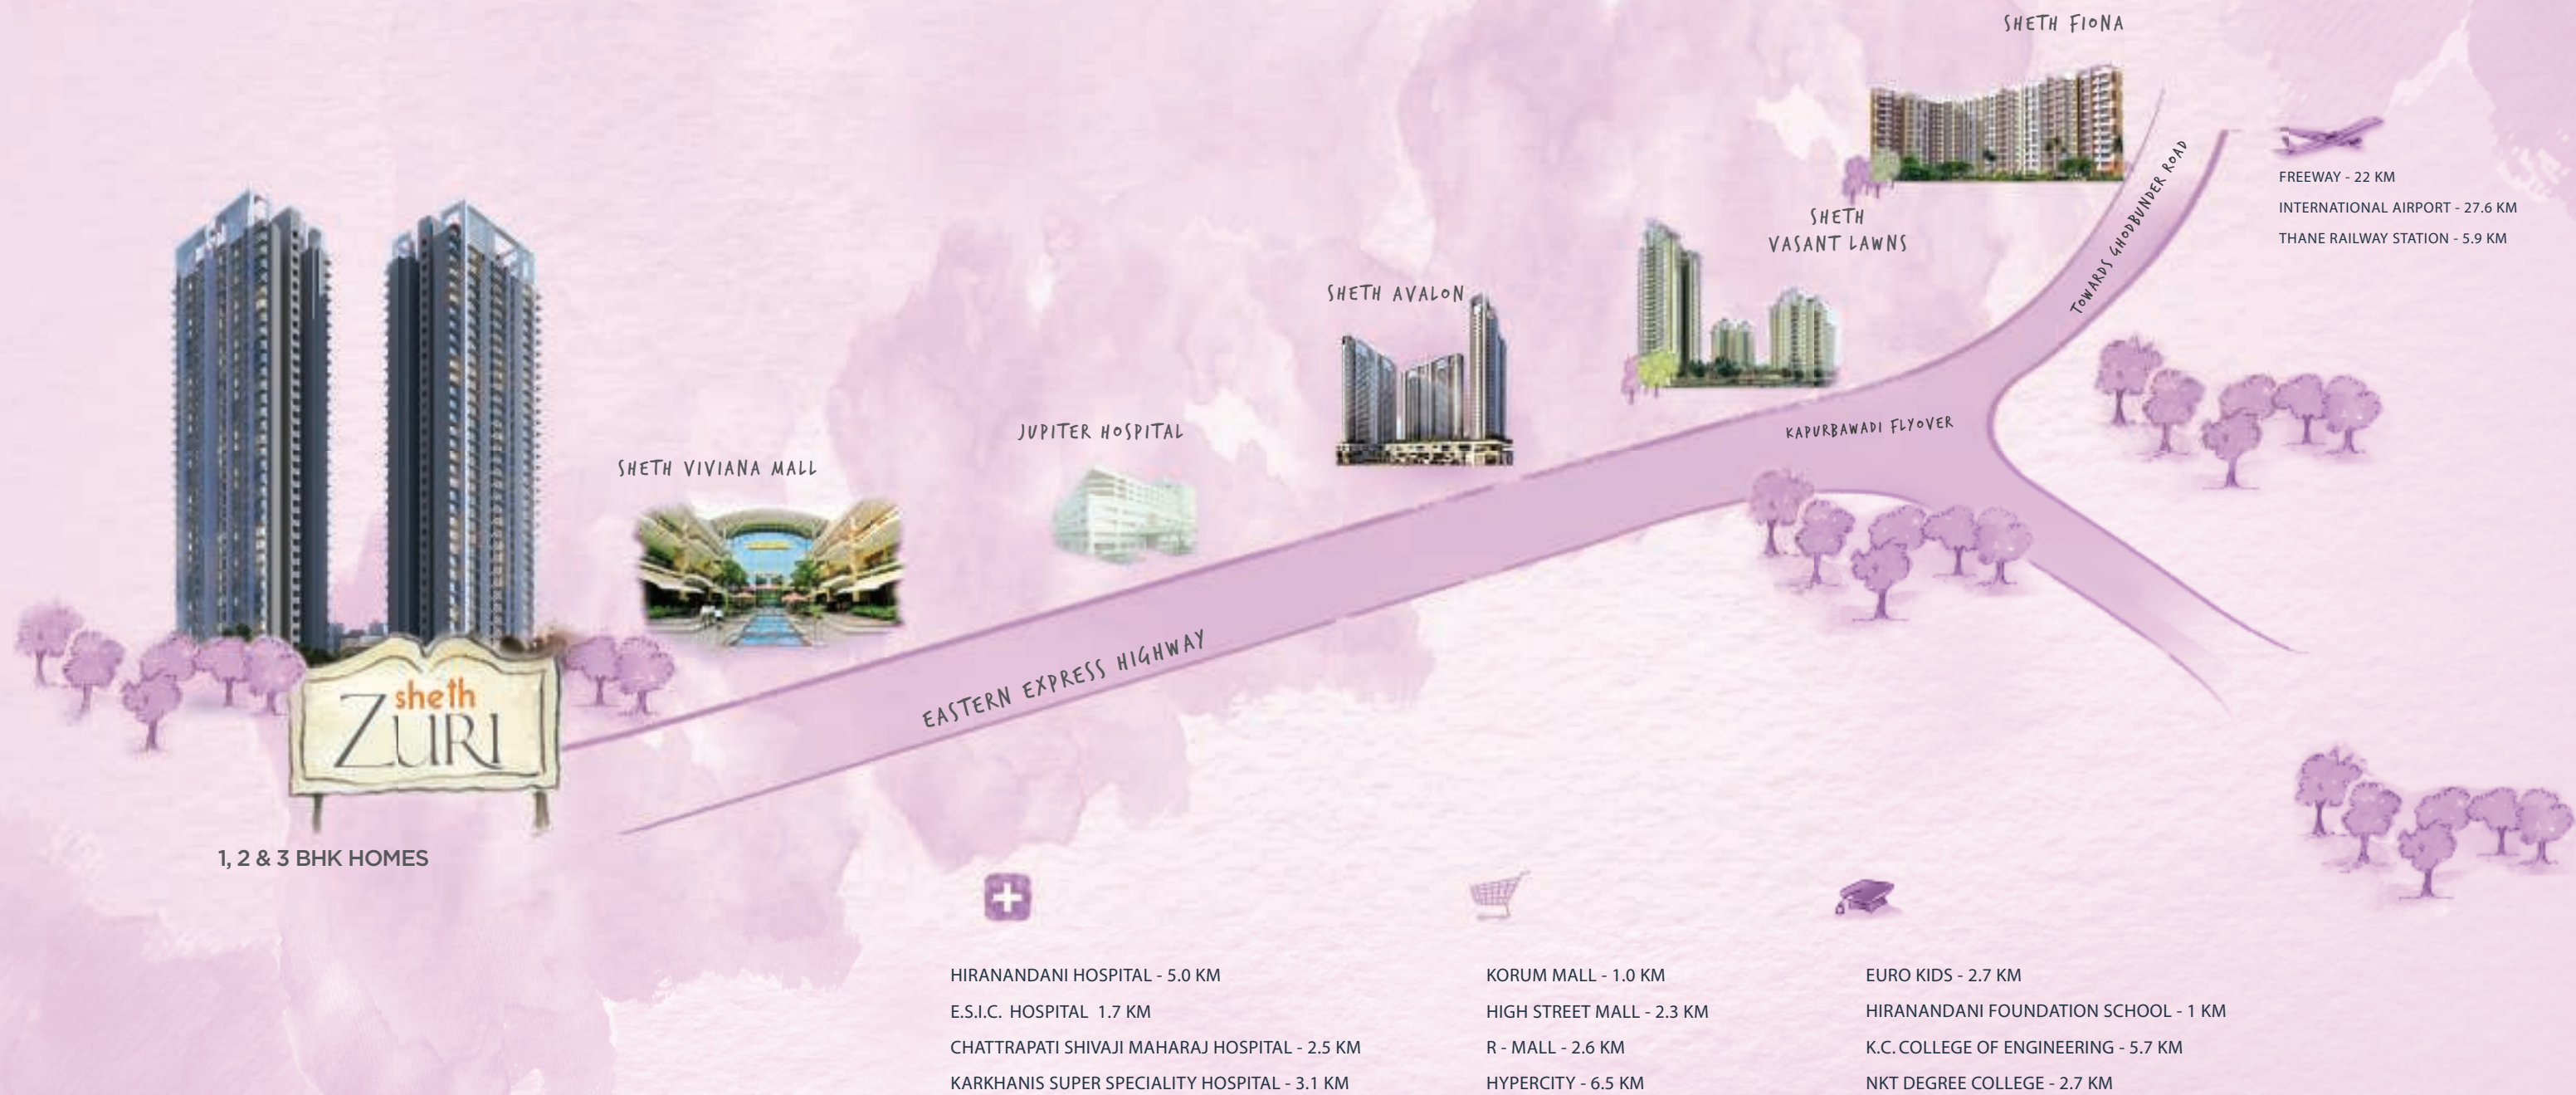 SHETH FIONA
TOWARDS GHODBUNDER ROAD
FREEWAY - 22 KM
INTERNATIONAL AIRPORT - 27.6 KM
THANE RAILWAY STATION - 5.9 KM
SHETH
VASANT LAWNS
SHETH AVALON
KAPURBAWADI FLYOVER
JUPITER HOSPITAL
SHETH VIVIANA MALL
EASTERN EXPRESS HIGHWAY
sheth
ZURI
1, 2 & 3 BHK HOMES
HIRANANDANI HOSPITAL - 5.0 KM
E.S.I.C. HOSPITAL 1.7 KM
CHATTRAPATI SHIVAJI MAHARAJ HOSPITAL - 2.5 KM
KARKHANIS SUPER SPECIALITY HOSPITAL - 3.1 KM
KORUM MALL - 1.0 KM
HIGH STREET MALL - 2.3 KM
R - MALL - 2.6 KM
HYPERCITY - 6.5 KM
EURO KIDS - 2.7 KM
HIRANANDANI FOUNDATION SCHOOL - 1 KM
K.C. COLLEGE OF ENGINEERING - 5.7 KM
NKT DEGREE COLLEGE - 2.7 KM